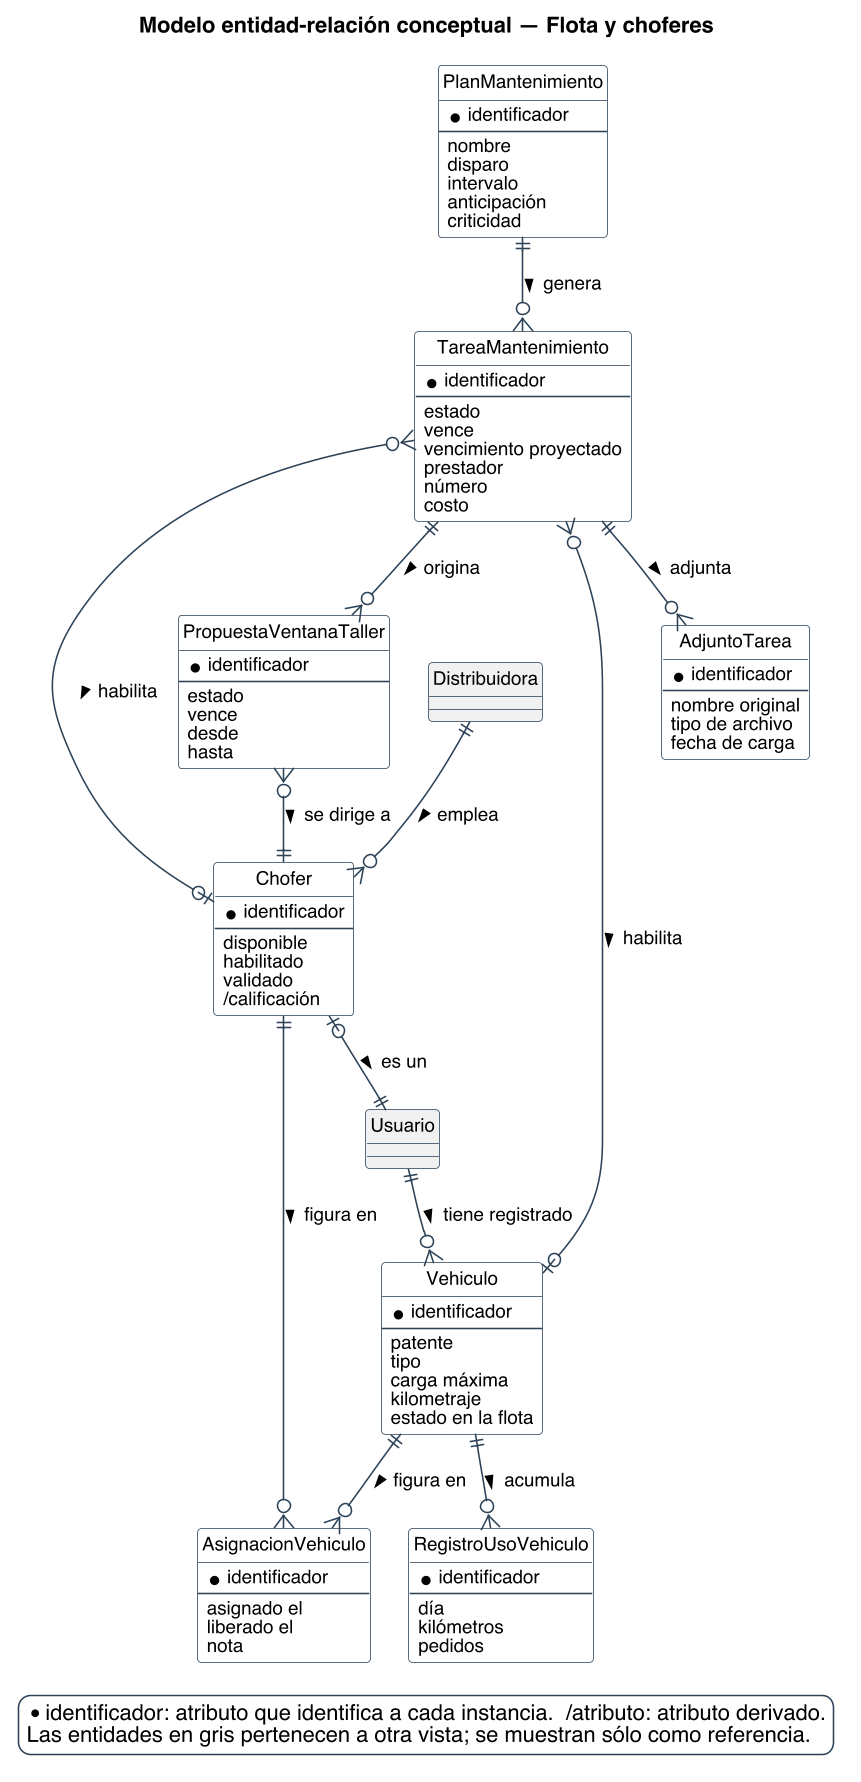 Modelo entidad-relación conceptual — Flota y choferes
PlanMantenimiento
● identificador
nombre
disparo
intervalo
anticipación
criticidad
genera
TareaMantenimiento
● identificador
estado
vence
vencimiento proyectado
prestador
número
costo
origina
adjunta
PropuestaVentanaTaller
● identificador
estado
vence
desde
hasta
Distribuidora
AdjuntoTarea
● identificador
nombre original
tipo de archivo
fecha de carga
habilita
se dirige a
emplea
Chofer
● identificador
disponible
habilitado
validado
/calificación
habilita
es un
Usuario
figura en
tiene registrado
Vehiculo
● identificador
patente
tipo
carga máxima
kilometraje
estado en la flota
figura en
acumula
AsignacionVehiculo
● identificador
asignado el
liberado el
nota
RegistroUsoVehiculo
● identificador
día
kilómetros
pedidos
● identificador: atributo que identifica a cada instancia.  /atributo: atributo derivado.
Las entidades en gris pertenecen a otra vista; se muestran sólo como referencia.